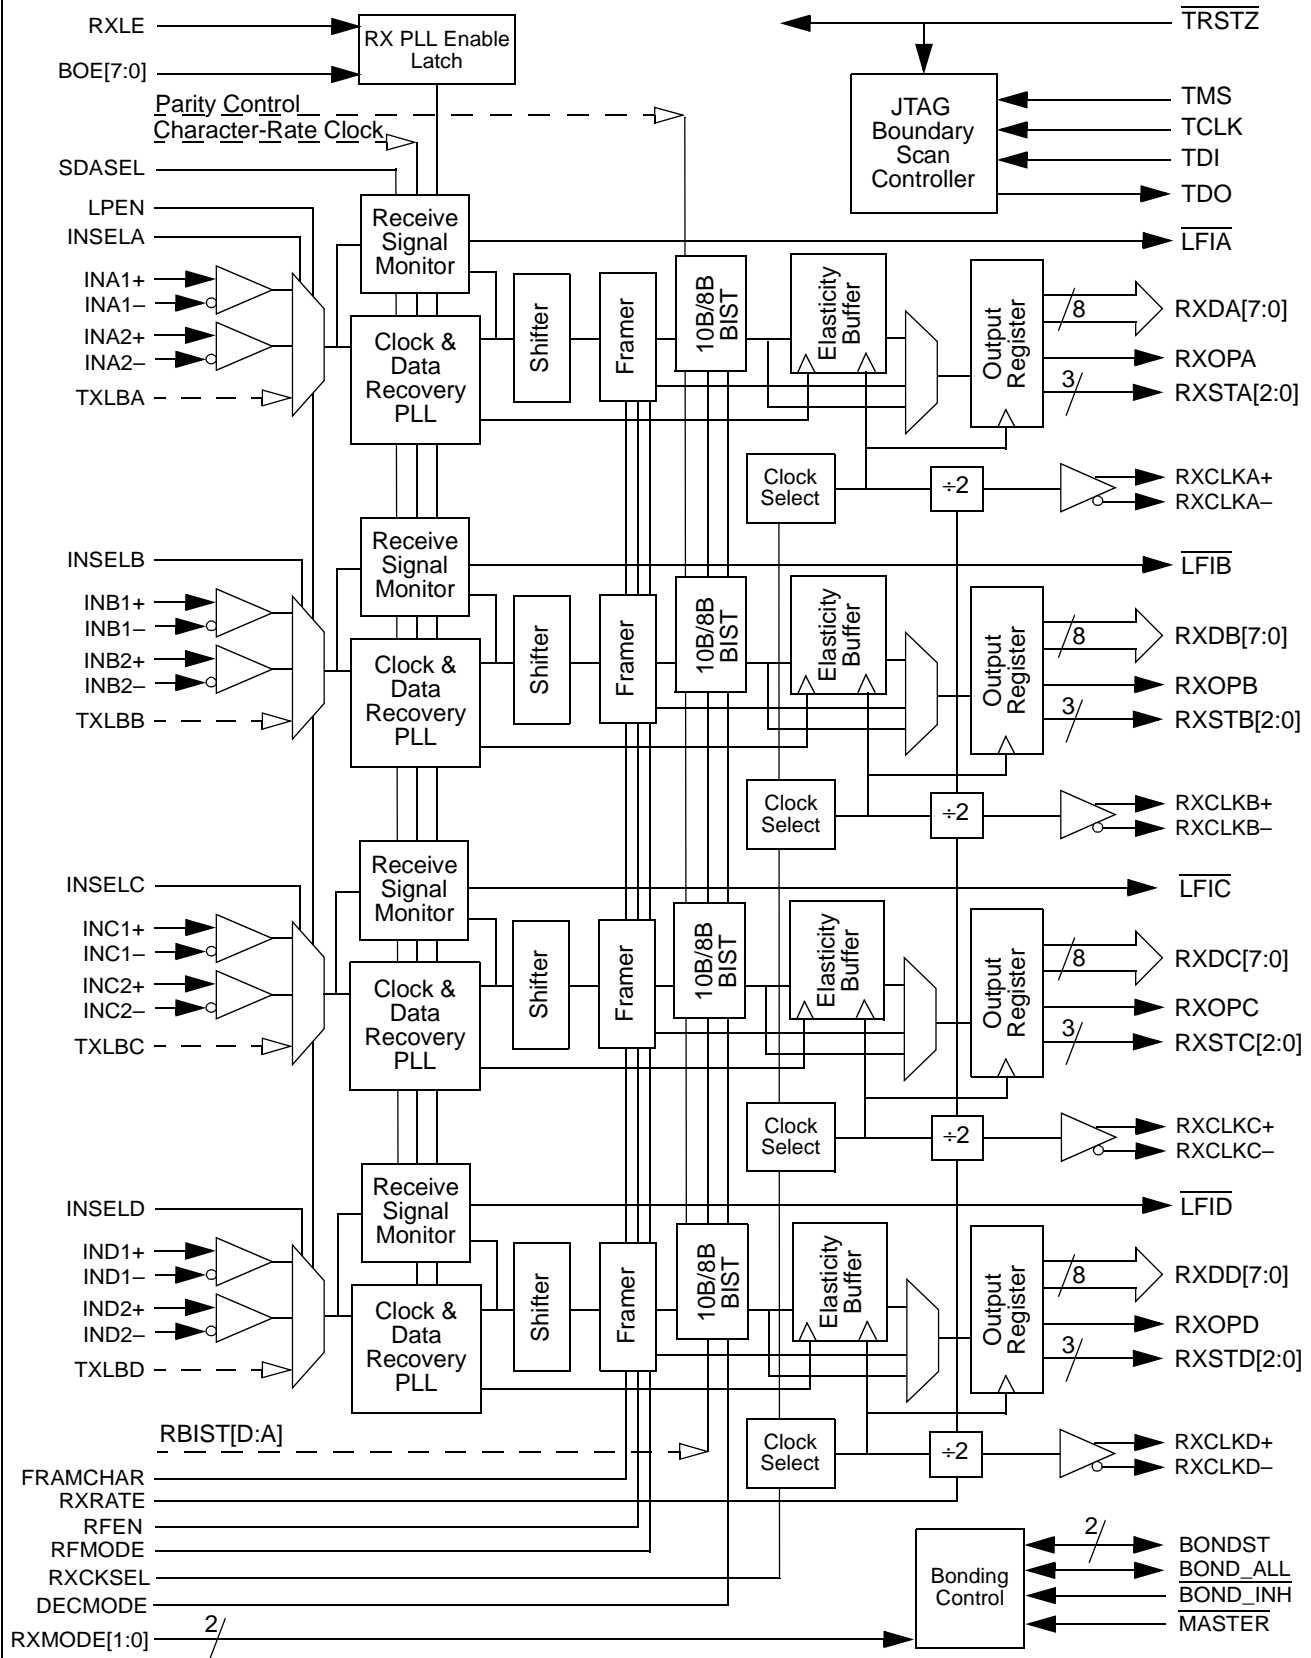 RXLE
BOE[7:0]
RX PLL Enable
Latch
TRSTZ
JTAG
Boundary
Scan
Controller
TMS
TCLK
TDI
TDO
Parity Control
Character-Rate Clock
SDASEL
LPEN
INSELA
INA1+
INA1–
INA2+
INA2–
TXLBA
Receive
Signal
Monitor
Clock &
Data
Recovery
PLL
Shifter
Framer
10B/8B
BIST
Elasticity
Buffer
Output
Register
LFIA
8
RXDA[7:0]
RXOPA
3
RXSTA[2:0]
Clock
Select
÷2
RXCLKA+
RXCLKA–
INSELB
INB1+
INB1–
INB2+
INB2–
TXLBB
Receive
Signal
Monitor
Clock &
Data
Recovery
PLL
Shifter
Framer
10B/8B
BIST
Elasticity
Buffer
Output
Register
LFIB
8
RXDB[7:0]
RXOPB
3
RXSTB[2:0]
Clock
Select
÷2
RXCLKB+
RXCLKB–
INSELC
INC1+
INC1–
INC2+
INC2–
TXLBC
Receive
Signal
Monitor
Clock &
Data
Recovery
PLL
Shifter
Framer
10B/8B
BIST
Elasticity
Buffer
Output
Register
LFIC
8
RXDC[7:0]
RXOPC
3
RXSTC[2:0]
Clock
Select
÷2
RXCLKC+
RXCLKC–
INSELD
IND1+
IND1–
IND2+
IND2–
TXLBD
Receive
Signal
Monitor
Clock &
Data
Recovery
PLL
Shifter
Framer
10B/8B
BIST
Elasticity
Buffer
Output
Register
LFID
8
RXDD[7:0]
RXOPD
3
RXSTD[2:0]
Clock
Select
÷2
RXCLKD+
RXCLKD–
RBIST[D:A]
FRAMCHAR
RXRATE
RFEN
RFMODE
RXCKSEL
DECMODE
RXMODE[1:0]
2
Bonding
Control
2
BONDST
BOND_ALL
BOND_INH
MASTER